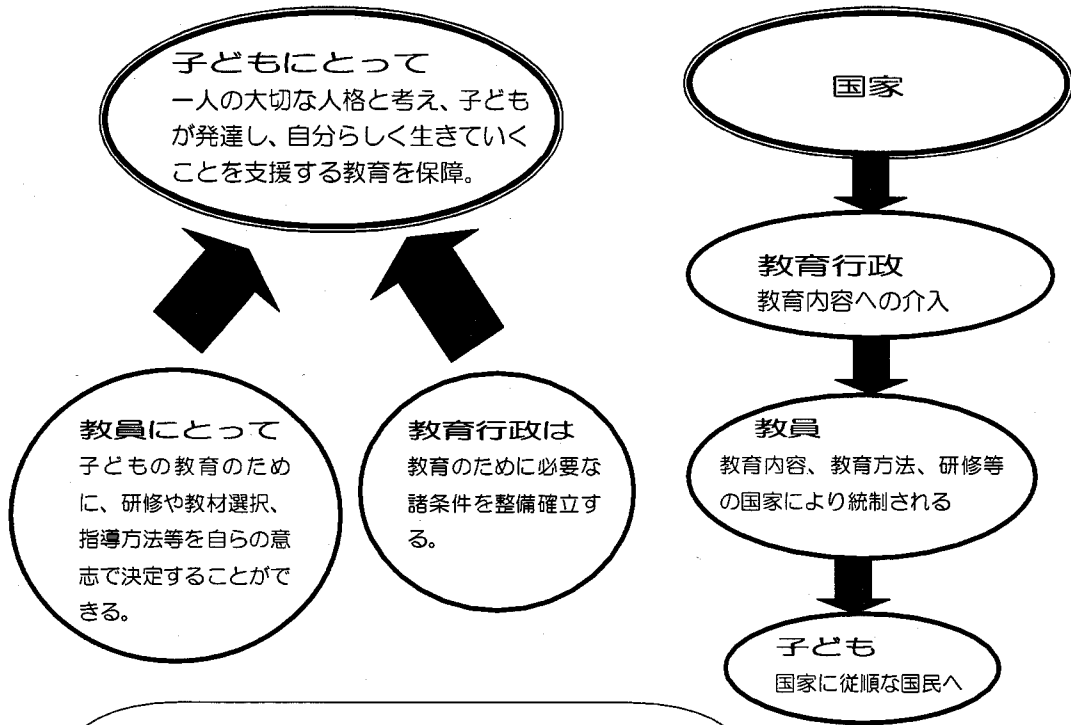 子どもにとって
一人の大切な人格と考え、子ども
が発達し、自分らしく生きていく
ことを支援する教育を保障。
教員にとって
子どもの教育のため
に、研修や教材選択、
指導方法等を自らの意
志で決定することがで
きる。
教育行政は
教育のために必要な
諸条件を整備確立す
る。
国家
教育行政
教育内容への介入
教員
教育内容、教育方法、研修等
の国家により統制される
子ども
国家に従順な国民へ